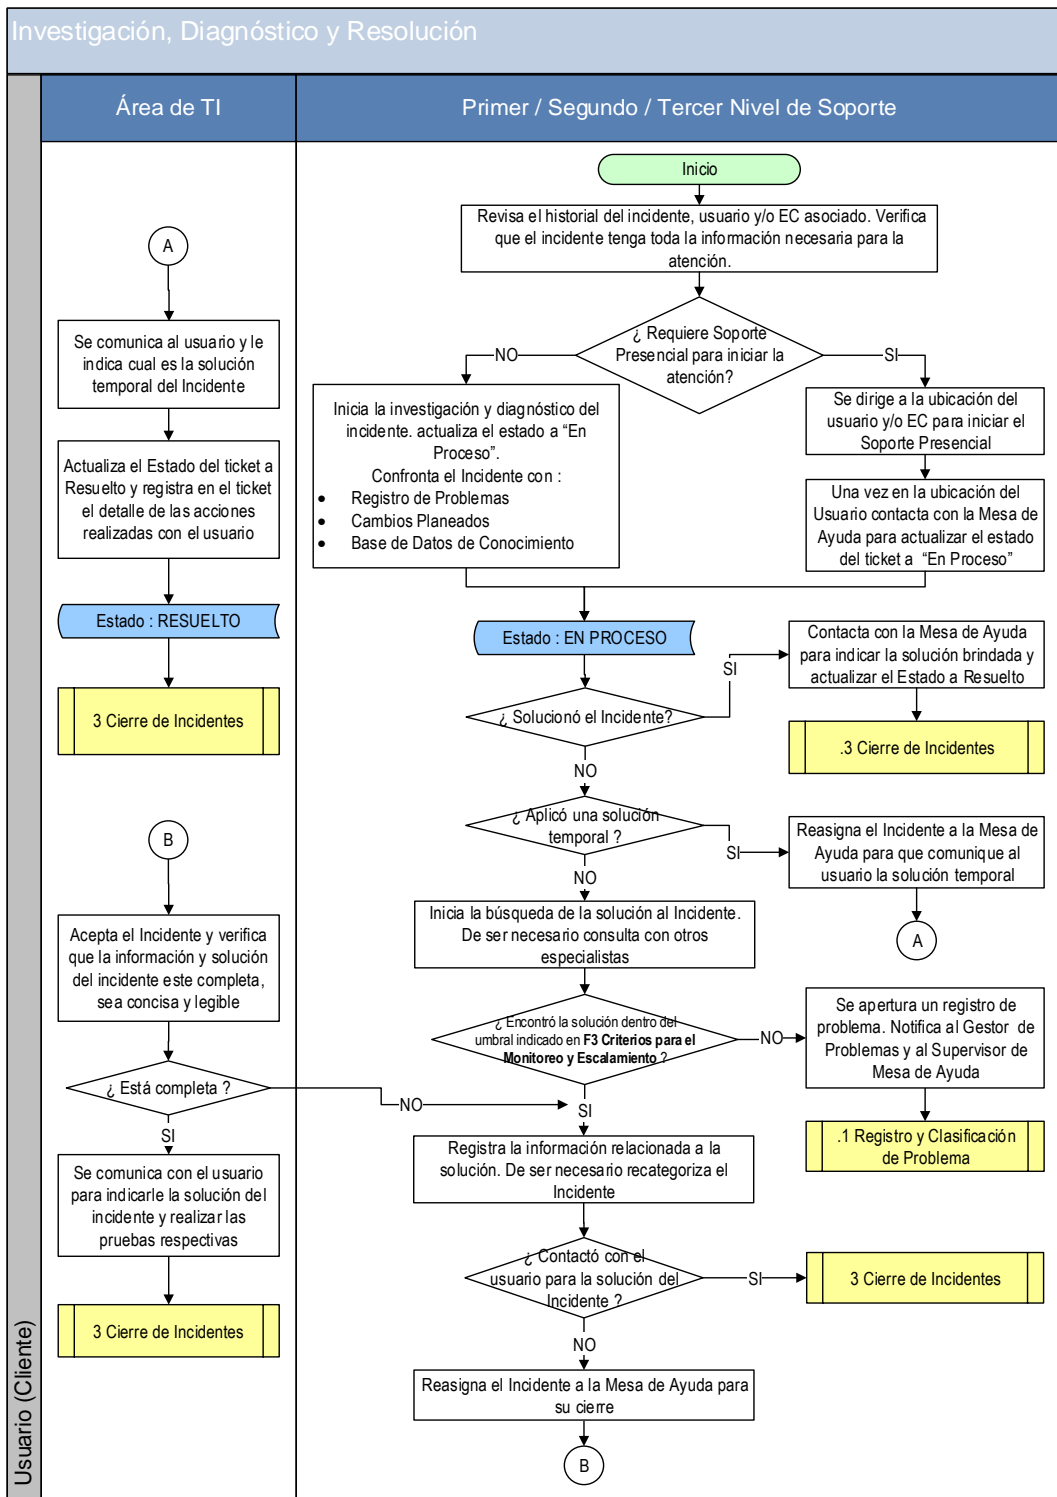 Investigación, Diagnóstico y Resolución
Usuario (Cliente)
Área de TI
Primer / Segundo / Tercer Nivel de Soporte
A
Se comunica al usuario y le
indica cual es la solución
temporal del Incidente
Actualiza el Estado del ticket a
Resuelto y registra en el ticket
el detalle de las acciones
realizadas con el usuario
Estado : RESUELTO
3 Cierre de Incidentes
B
Acepta el Incidente y verifica
que la información y solución
del incidente este completa,
sea concisa y legible
¿ Está completa ?
NO
SI
Se comunica con el usuario
para indicarle la solución del
incidente y realizar las
pruebas respectivas
3 Cierre de Incidentes
Inicio
Revisa el historial del incidente, usuario y/o EC asociado. Verifica
que el incidente tenga toda la información necesaria para la
atención.
¿ Requiere Soporte
Presencial para iniciar la
atención?
NO
SI
Inicia la investigación y diagnóstico del
incidente. actualiza el estado a “En
Proceso”.
Confronta el Incidente con :
• Registro de Problemas
• Cambios Planeados
• Base de Datos de Conocimiento
Se dirige a la ubicación del
usuario y/o EC para iniciar el
Soporte Presencial
Una vez en la ubicación del
Usuario contacta con la Mesa de
Ayuda para actualizar el estado
del ticket a “En Proceso”
Estado : EN PROCESO
¿ Solucionó el Incidente?
SI
Contacta con la Mesa de Ayuda
para indicar la solución brindada y
actualizar el Estado a Resuelto
.3 Cierre de Incidentes
NO
¿ Aplicó una solución
temporal ?
SI
Reasigna el Incidente a la Mesa de
Ayuda para que comunique al
usuario la solución temporal
A
NO
Inicia la búsqueda de la solución al Incidente.
De ser necesario consulta con otros
especialistas
¿ Encontró la solución dentro del
umbral indicado en F3 Criterios para el
Monitoreo y Escalamiento ?
NO
Se apertura un registro de
problema. Notifica al Gestor de
Problemas y al Supervisor de
Mesa de Ayuda
.1 Registro y Clasificación
de Problema
SI
Registra la información relacionada a la
solución. De ser necesario recategoriza el
Incidente
¿ Contactó con el
usuario para la solución del
Incidente ?
SI
3 Cierre de Incidentes
NO
Reasigna el Incidente a la Mesa de Ayuda para
su cierre
B